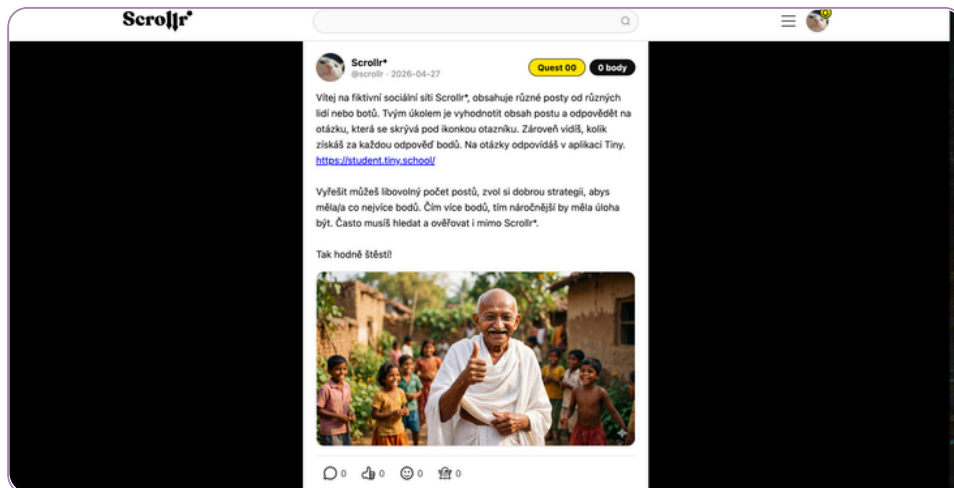 Scrollr*
Scrollr*
@scrollr · 2026-04-27
Quest 00
0 body
Vítej na fiktivní sociální síti Scrollr*, obsahuje různé posty od různých
lidí nebo botů. Tvým úkolem je vyhodnotit obsah postu a odpovědět na
otázku, která se skrývá pod ikonkou otazníku. Zároveň vidíš, kolik
získáš za každou odpověď bodů. Na otázky odpovídáš v aplikaci Tiny.
https://student.tiny.school/
Vyřešit můžeš libovolný počet postů, zvol si dobrou strategii, abys
měla/a co nejvíce bodů. Čím více bodů, tím náročnější by měla úloha
být. Často musíš hledat a ověřovat i mimo Scrollr*.
Tak hodně štěstí!
0 0 0 0